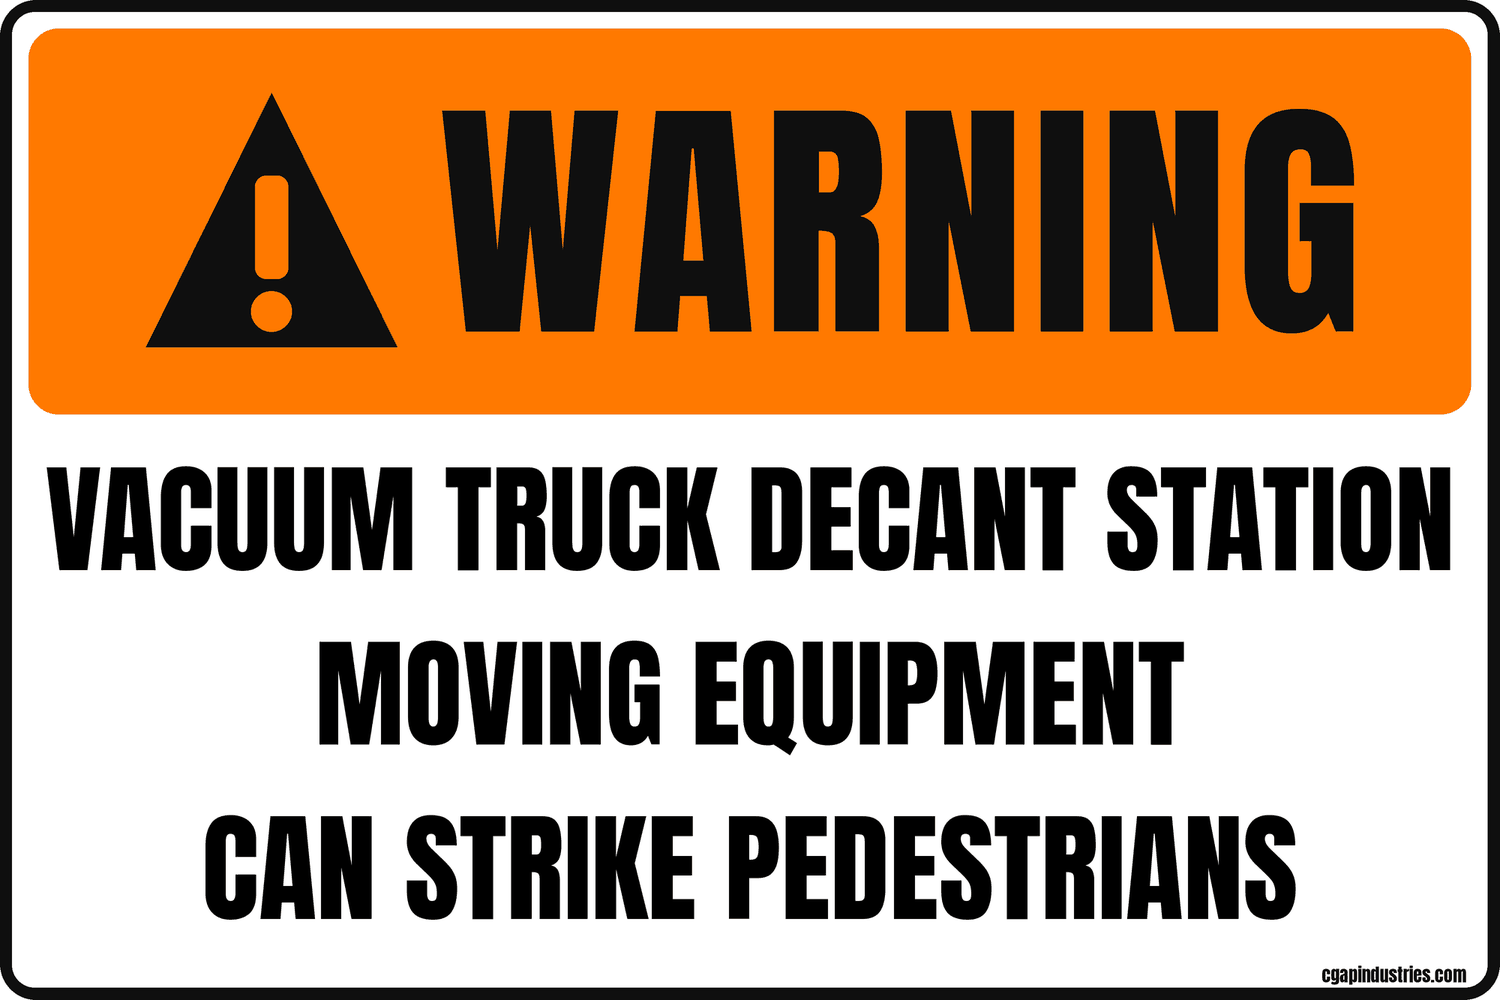 WARNING
VACUUM TRUCK DECANT STATION
MOVING EQUIPMENT
CAN STRIKE PEDESTRIANS
cgapindustries.com